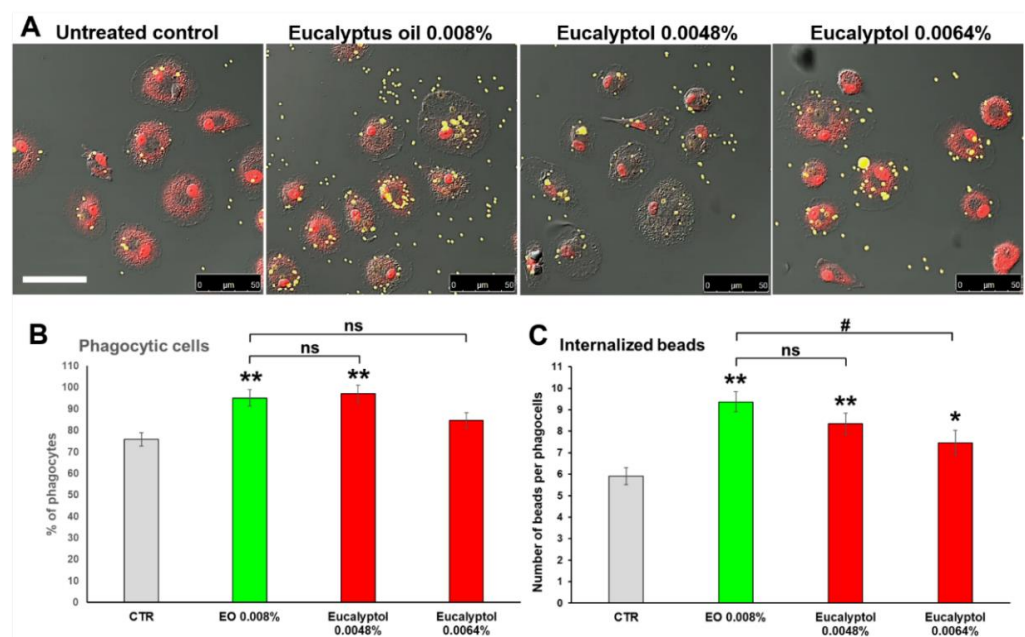 A
Untreated control
Eucalyptus oil 0.008%
Eucalyptol 0.0048%
Eucalyptol 0.0064%
0 µm 50
0 µm 50
0 µm 50
0 µm 50
B
Phagocytic cells
ns
ns
**
**
% of phagocytes
110
100
90
80
70
60
50
40
30
20
10
0
CTR
EO 0.008%
Eucalyptol
0.0048%
Eucalyptol
0.0064%
C
Internalized beads
#
ns
**
**
*
Number of beads per phagocells
11
10
9
8
7
6
5
4
3
2
1
0
CTR
EO 0.008%
Eucalyptol
0.0048%
Eucalyptol
0.0064%